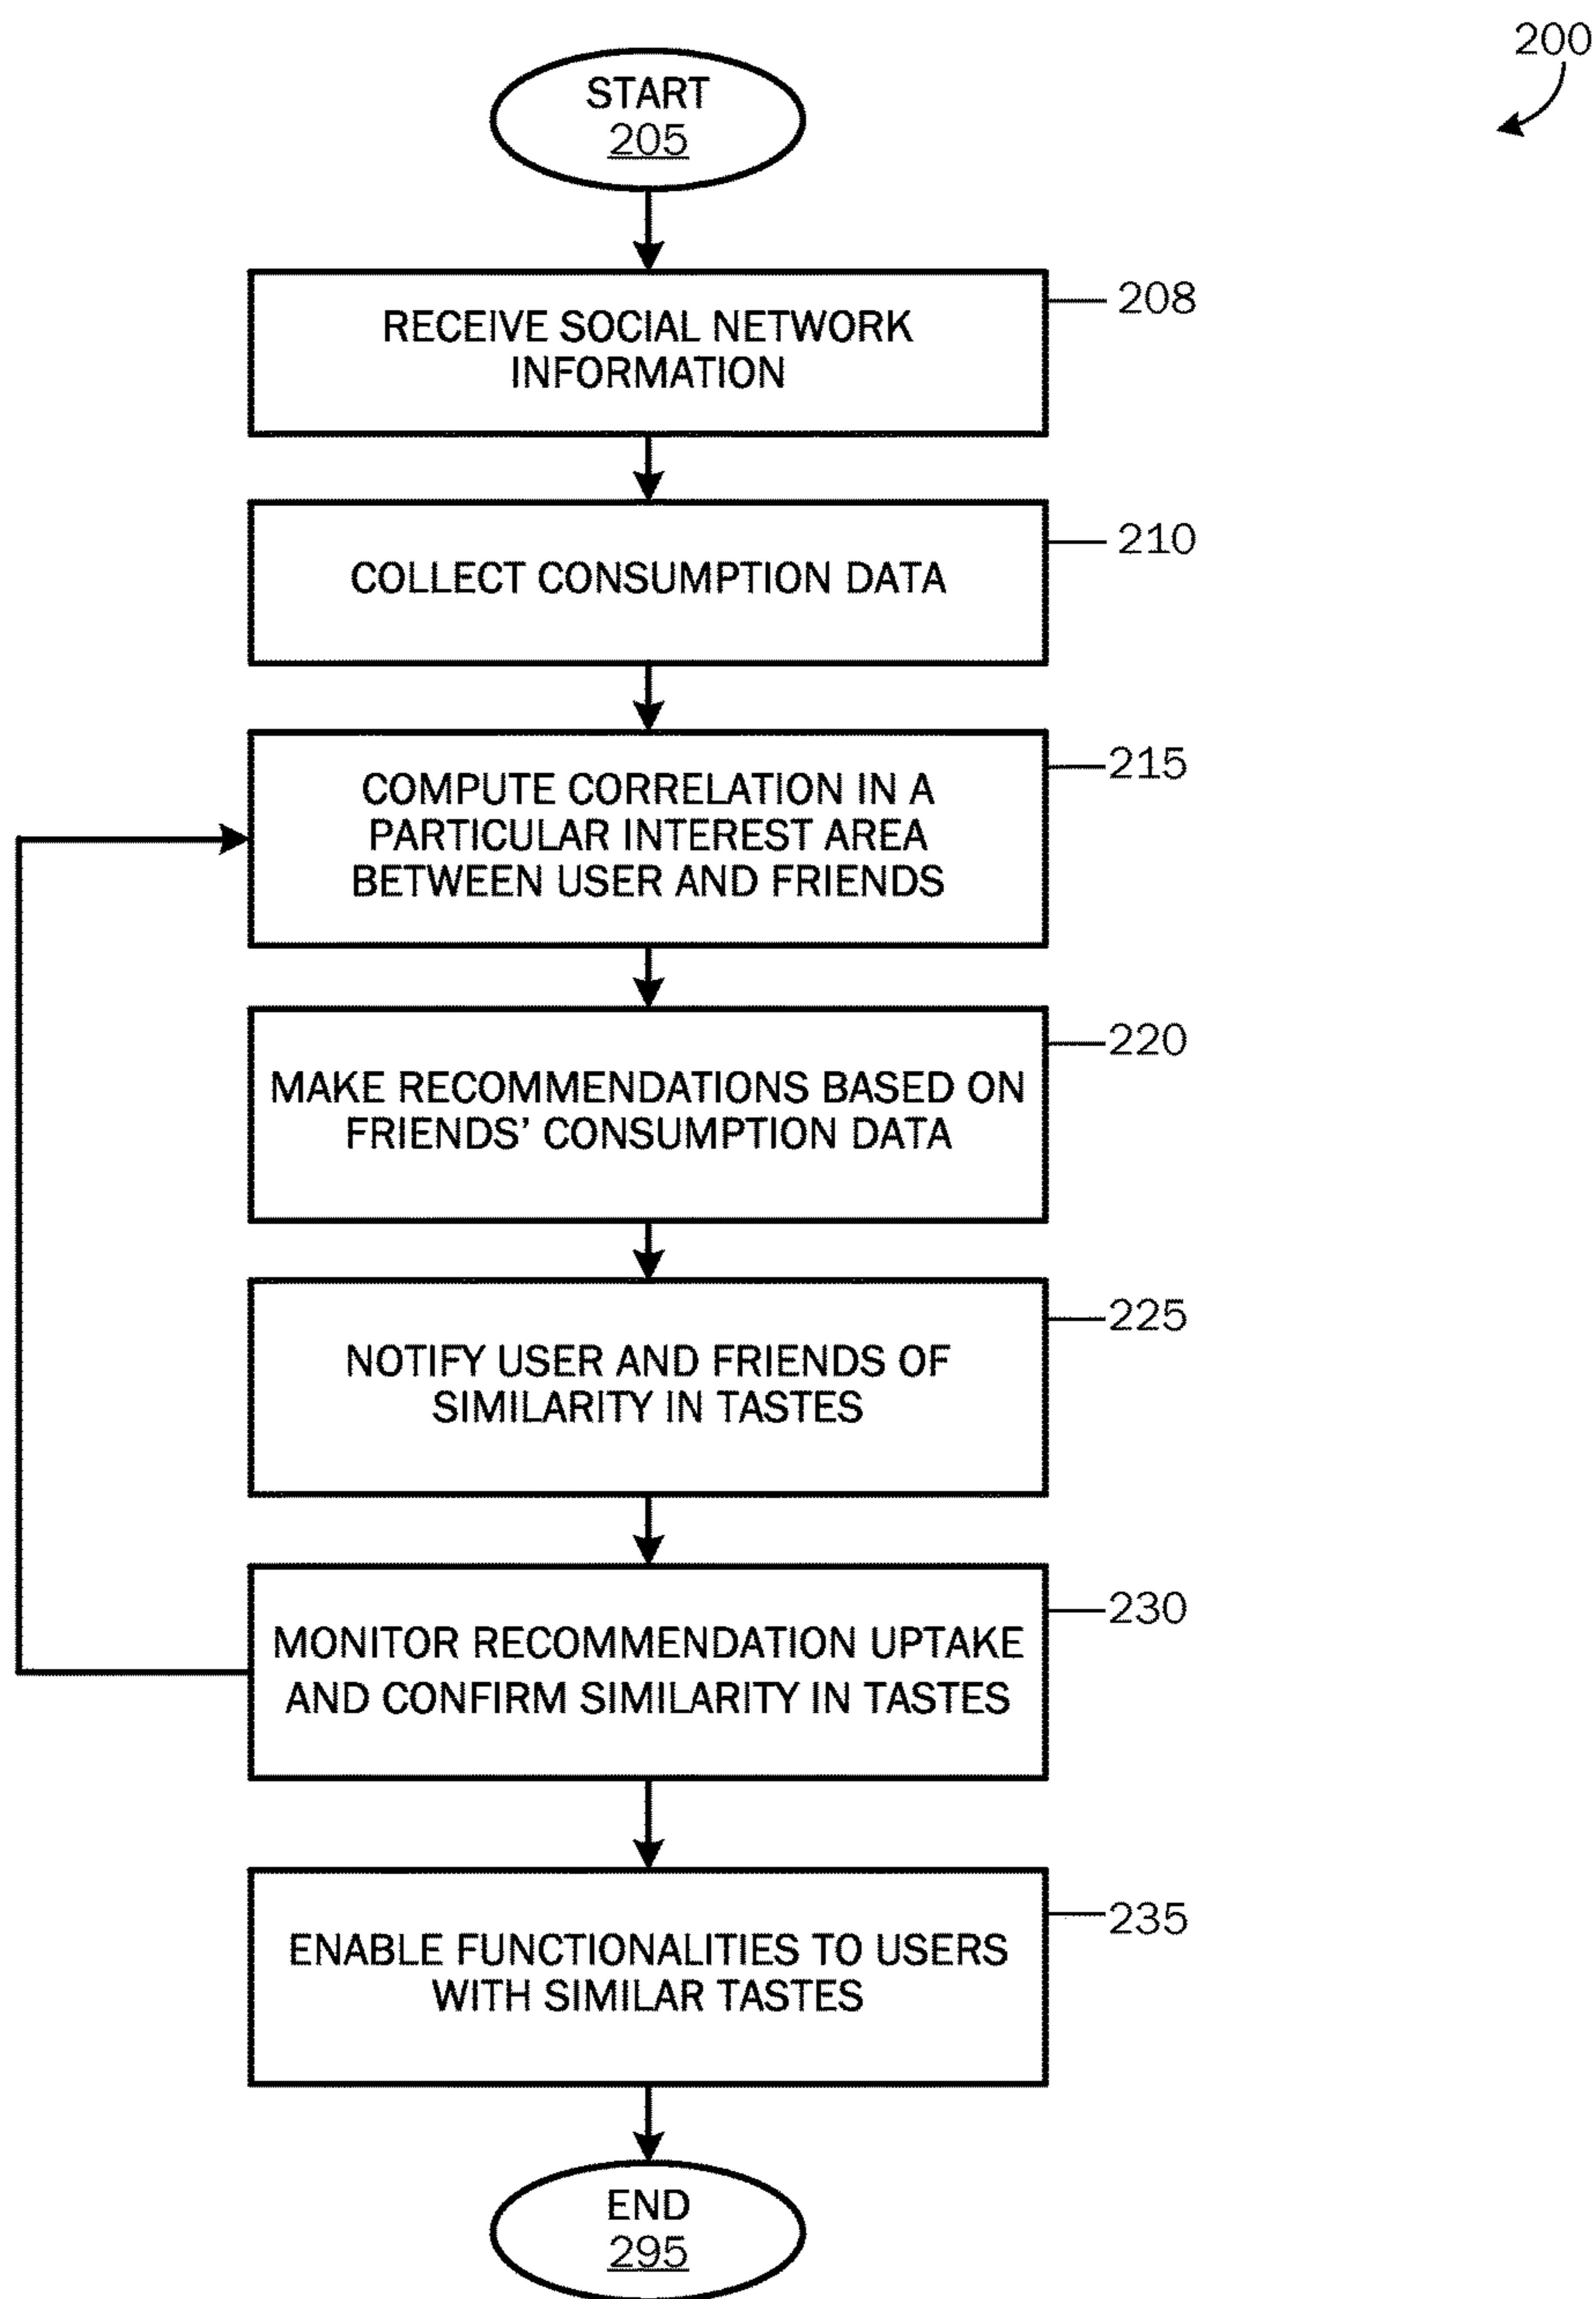 200
START
205
RECEIVE SOCIAL NETWORK
INFORMATION
208
COLLECT CONSUMPTION DATA
210
COMPUTE CORRELATION IN A
PARTICULAR INTEREST AREA
BETWEEN USER AND FRIENDS
215
MAKE RECOMMENDATIONS BASED ON
FRIENDS’ CONSUMPTION DATA
220
NOTIFY USER AND FRIENDS OF
SIMILARITY IN TASTES
225
MONITOR RECOMMENDATION UPTAKE
AND CONFIRM SIMILARITY IN TASTES
230
ENABLE FUNCTIONALITIES TO USERS
WITH SIMILAR TASTES
235
END
295